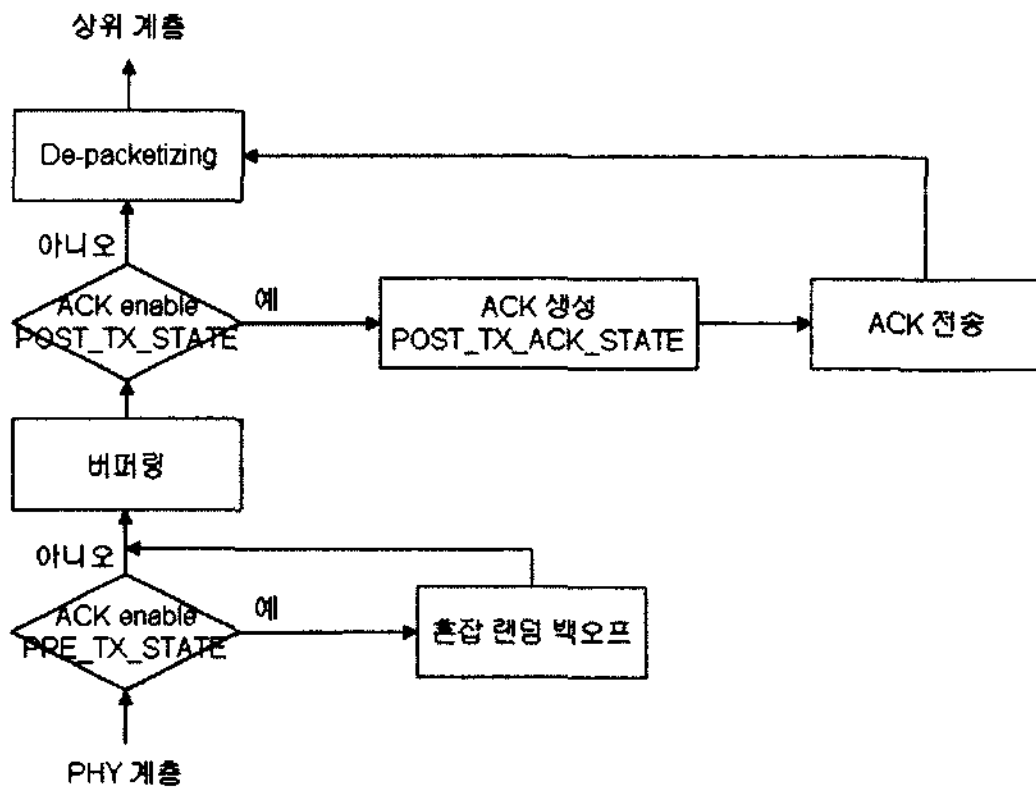 상위 계층
De-packetizing
아니오
ACK enable
POST_TX_STATE
예
ACK 생성
POST_TX_ACK_STATE
ACK 전송
버퍼링
아니오
ACK enable
PRE_TX_STATE
예
혼잡 랜덤 백오프
PHY 계층